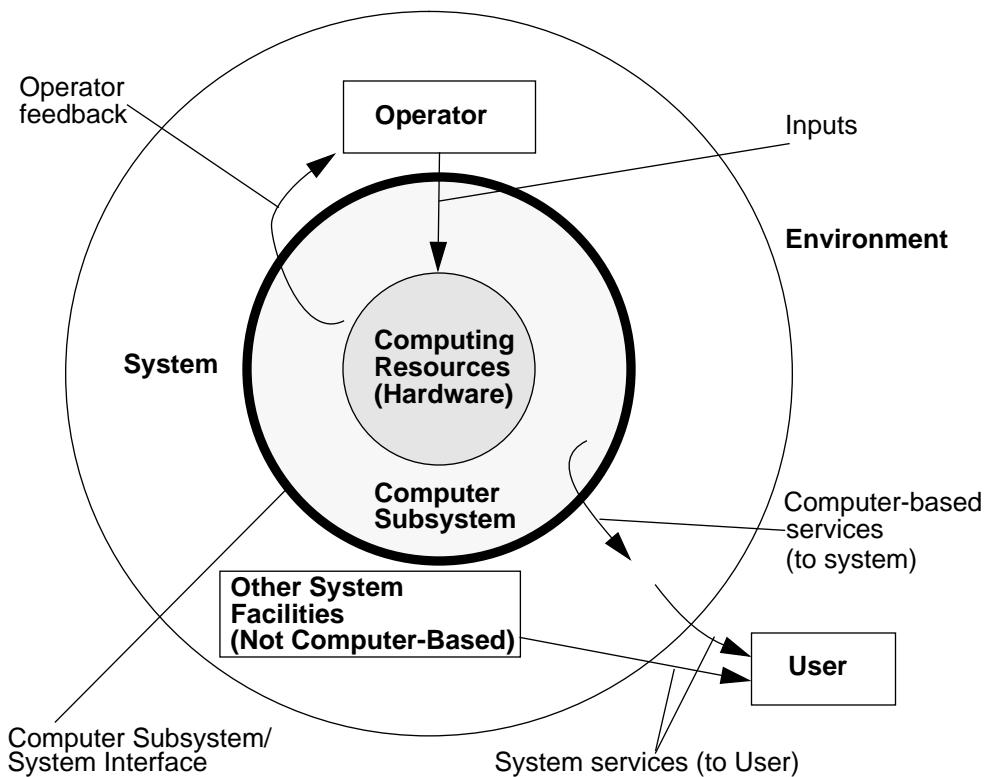 Operator
feedback
Operator
Inputs
Environment
System
Computing
Resources
(Hardware)
Computer
Subsystem
Computer-based
services
(to system)
Other System
Facilities
(Not Computer-Based)
User
Computer Subsystem/
System Interface
System services (to User)